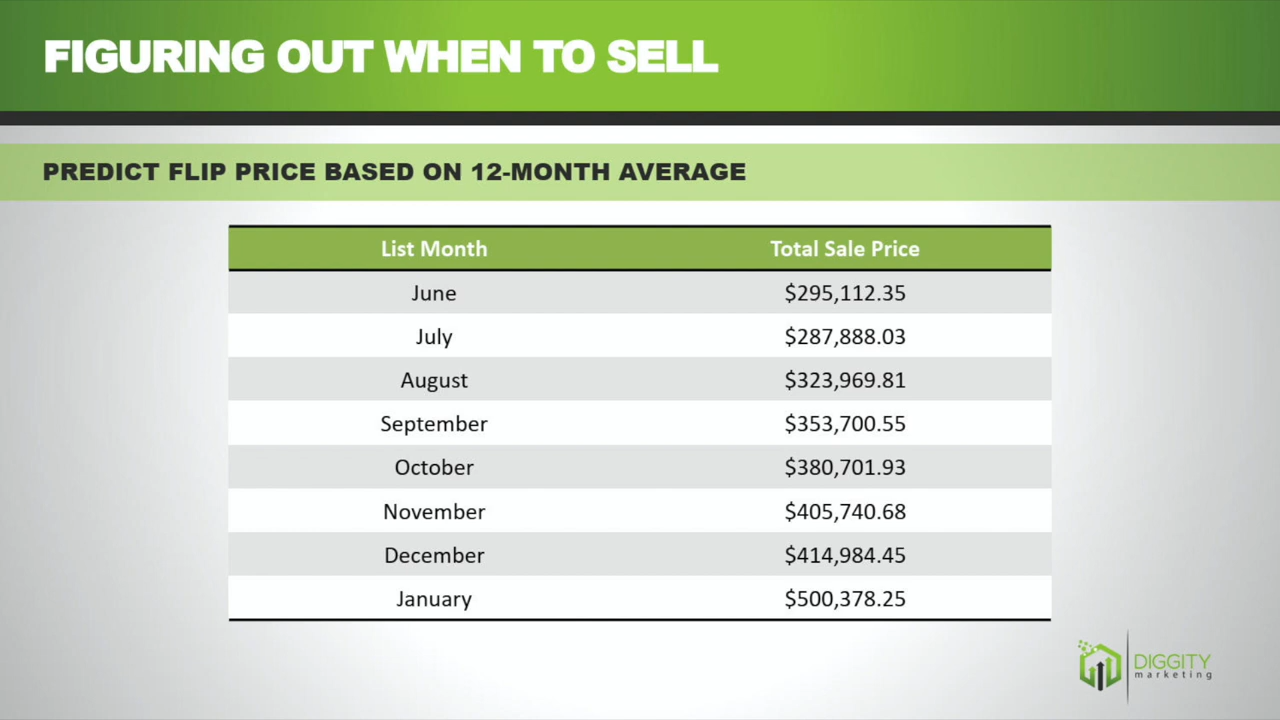 FIGURING OUT WHEN TO SELL
PREDICT FLIP PRICE BASED ON 12-MONTH AVERAGE
List Month Total Sale Price
June $295,112.35
July $287,888.03
August $323,969.81
September $353,700.55
October $380,701.93
November $405,740.68
December $414,984.45
January $500,378.25
DIGGITY
marketing